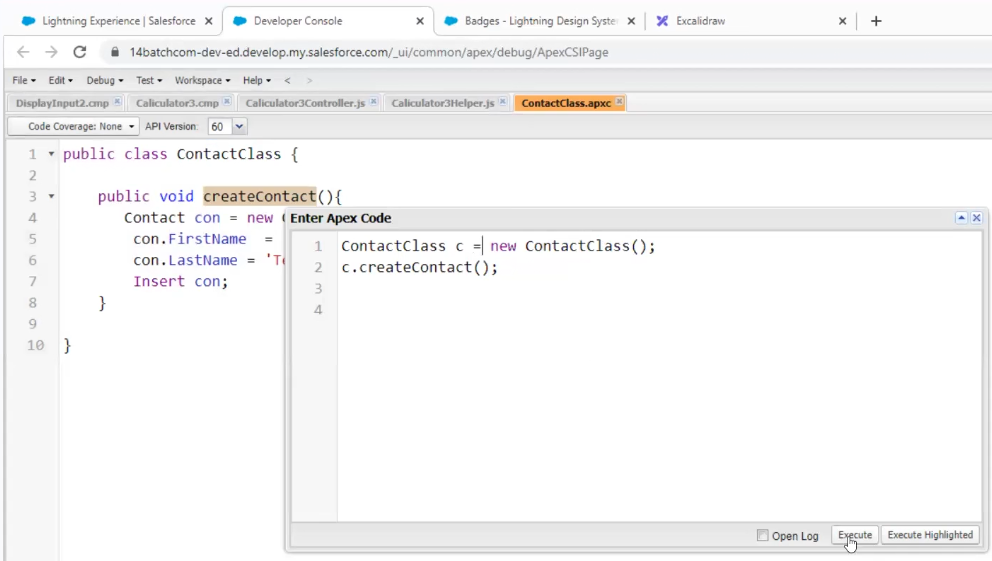 Lightning Experience | Salesforce
Developer Console
Badges - Lightning Design Syste
Excalidraw
14batchcom-dev-ed.develop.my.salesforce.com/_ui/common/apex/debug/ApexCSIPage
File Edit Debug Test Workspace Help < >
DisplayInput2.cmp Caliculator3.cmp Caliculator3Controller.js Caliculator3Helper.js ContactClass.apxc
Code Coverage: None API Version: 60
1 public class ContactClass {
2
3 public void createContact(){
4 Contact con = new
5 con.FirstName =
6 con.LastName = 'Te
7 Insert con;
8 }
9
10 }
Enter Apex Code
1 ContactClass c = new ContactClass();
2 c.createContact();
3
4
Open Log Execute Execute Highlighted